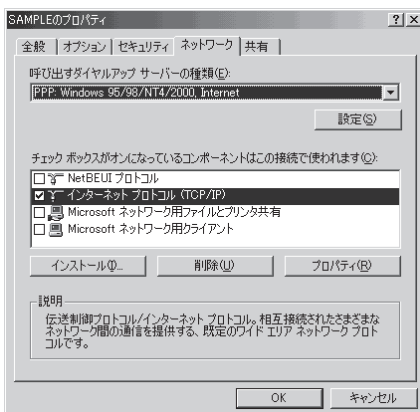 SAMPLEのプロパティ
全般
オプション
セキュリティ
ネットワーク
共有
呼び出すダイヤルアップ サーバーの種類(E):
PPP: Windows 95/98/NT4/2000, Internet
設定(S)
チェック ボックスがオンになっているコンポーネントはこの接続で使われます(C):
NetBEUI プロトコル
インターネット プロトコル (TCP/IP)
Microsoft ネットワーク用ファイルとプリンタ共有
Microsoft ネットワーク用クライアント
インストール(I)...
削除(U)
プロパティ(R)
説明
伝送制御プロトコル/インターネット プロトコル。相互接続されたさまざまな
ネットワーク間の通信を提供する、既定のワイド エリア ネットワーク プロト
コルです。
OK
キャンセル